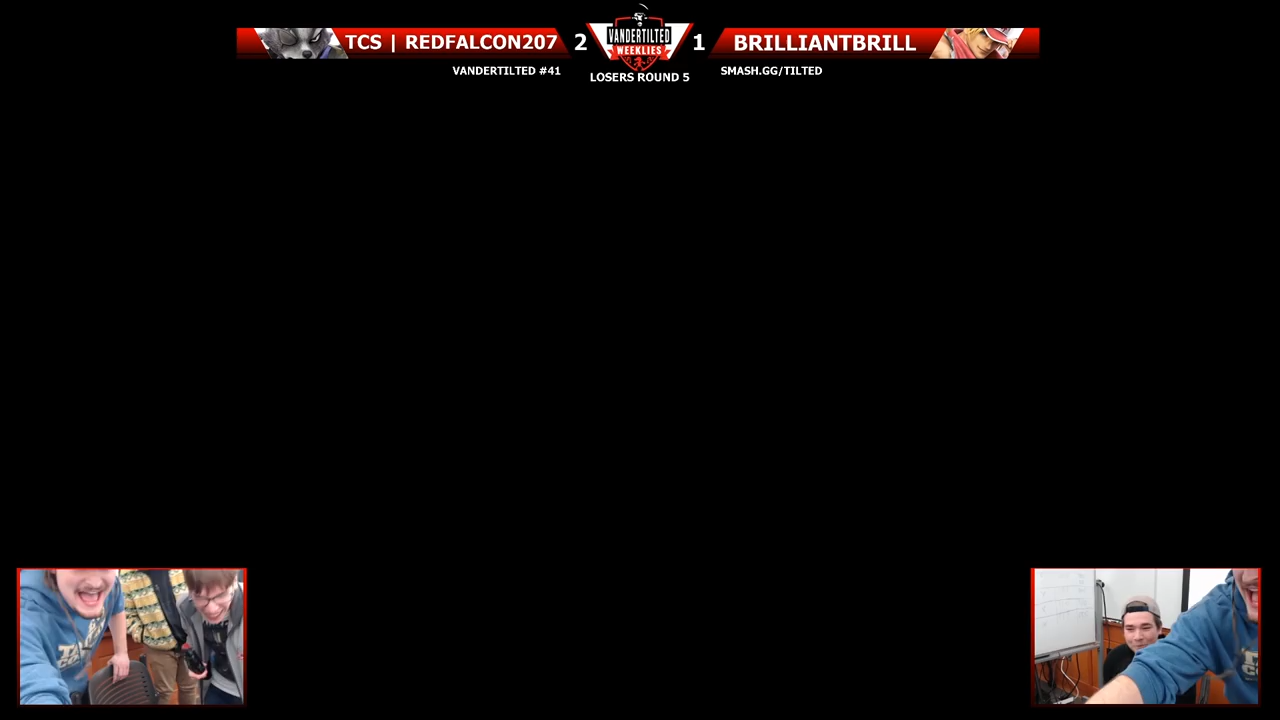 TCS | REDFALCON207 2 VANDERTILTED WEEKLIES 1 BRILLIANTBRILL
VANDERTILTED #41 LOSERS ROUND 5 SMASH.GG/TILTED